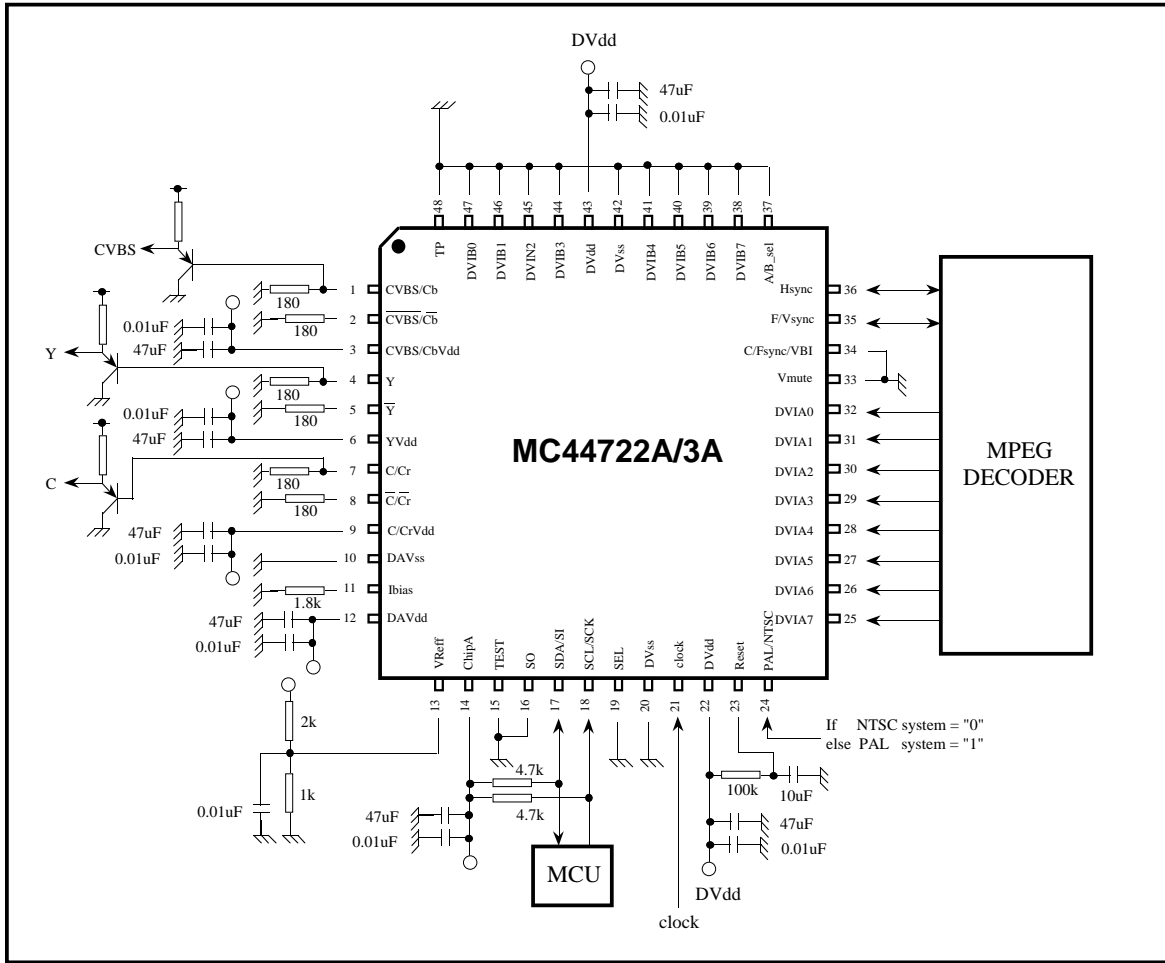 DVdd
47uF
0.01uF
48 47 46 45 44 43 42 41 40 39 38 37
TP DVIB0 DVIB1 DVIN2 DVIB3 DVdd DVss DVIB4 DVIB5 DVIB6 DVIB7 A/B_sel
CVBS
180
1 CVBS/Cb
180
2 CVBS/Cb
0.01uF
47uF
3 CVBS/CbVdd
Y
180
4 Y
180
5 Y
0.01uF
47uF
6 YVdd
C
180
7 C/Cr
180
8 C/Cr
47uF
0.01uF
9 C/CrVdd
10 DAVss
1.8k
11 Ibias
47uF
0.01uF
12 DAVdd
MC44722A/3A
Hsync 36
F/Vsync 35
C/Fsync/VBI 34
Vmute 33
DVIA0 32
DVIA1 31
DVIA2 30
DVIA3 29
DVIA4 28
DVIA5 27
DVIA6 26
DVIA7 25
MPEG
DECODER
VReff ChipA TEST SO SDA/SI SCL/SCK SEL DVss clock DVdd Reset PAL/NTSC
13 14 15 16 17 18 19 20 21 22 23 24
If NTSC system = "0"
else PAL system = "1"
2k
1k
0.01uF
4.7k
4.7k
47uF
0.01uF
MCU
clock
100k
10uF
47uF
0.01uF
DVdd